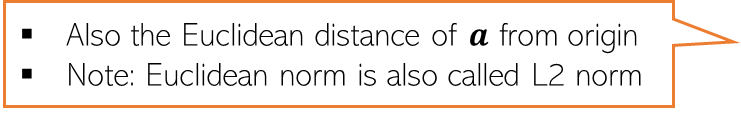 ▪ Also the Euclidean distance of 𝒂 from origin
▪ Note: Euclidean norm is also called L2 norm